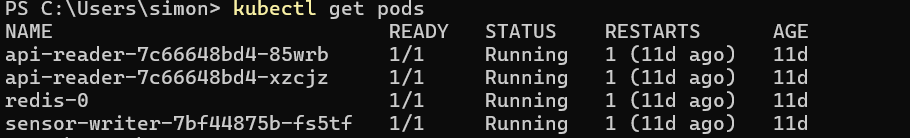 PS C:\Users\simon> kubectl get pods
NAME READY STATUS RESTARTS AGE
api-reader-7c66648bd4-85wrb 1/1 Running 1 (11d ago) 11d
api-reader-7c66648bd4-xzcjz 1/1 Running 1 (11d ago) 11d
redis-0 1/1 Running 1 (11d ago) 11d
sensor-writer-7bf44875b-fs5tf 1/1 Running 1 (11d ago) 11d